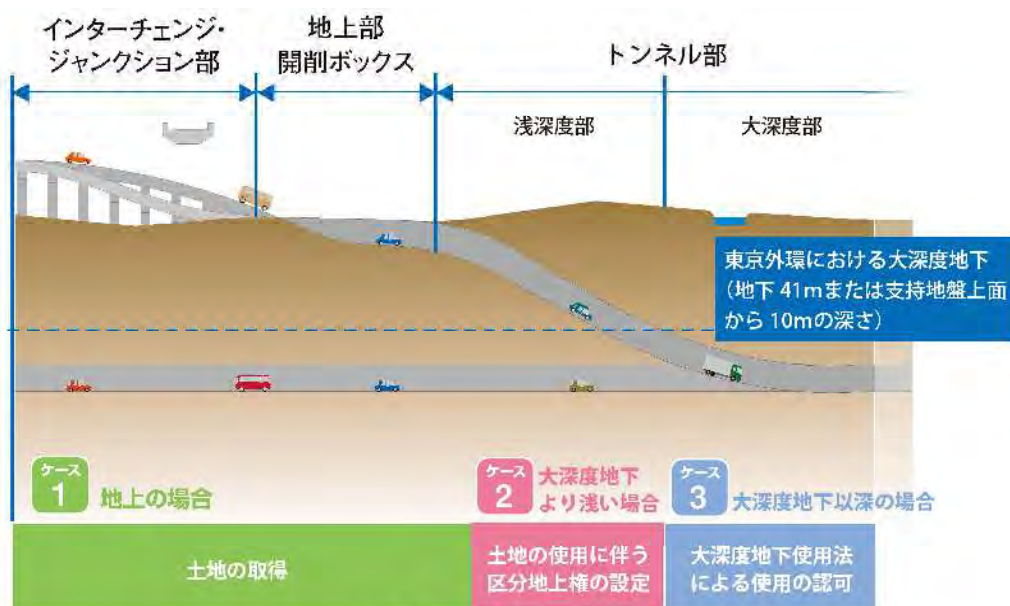 インターチェンジ・
ジャンクション部
地上部
開削ボックス
トンネル部
浅深度部
大深度部
東京外環における大深度地下
(地下 41mまたは支持地盤上面
から 10mの深さ)
ケース
1
地上の場合
ケース
2
大深度地下
より浅い場合
ケース
3
大深度地下以深の場合
土地の取得
土地の使用に伴う
区分地上権の設定
大深度地下使用法
による使用の認可